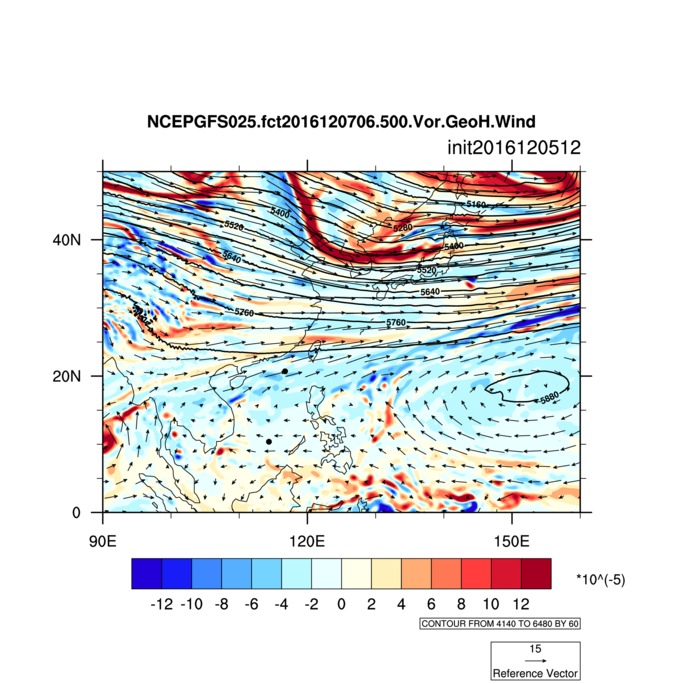 NCEPGFS025.fct2016120706.500.Vor.GeoH.Wind
init2016120512
5160
5400
5280
5520
5400
40N
5640
5520
5640
5760
5760
20N
5880
0
90E 120E 150E
-12 -10 -8 -6 -4 -2 0 2 4 6 8 10 12
*10^(-5)
CONTOUR FROM 4140 TO 6480 BY 60
15
Reference Vector